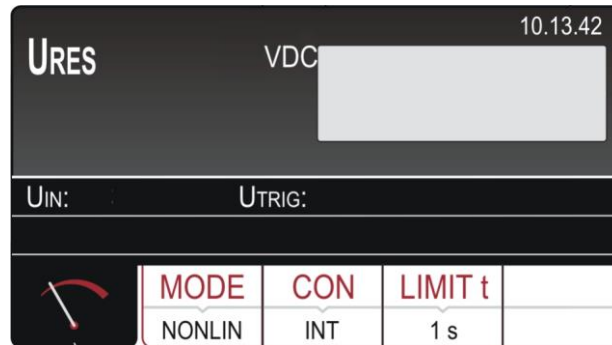 10.13.42
URES VDC
UIN: UTRIG:
MODE CON LIMIT t
NONLIN INT 1 s